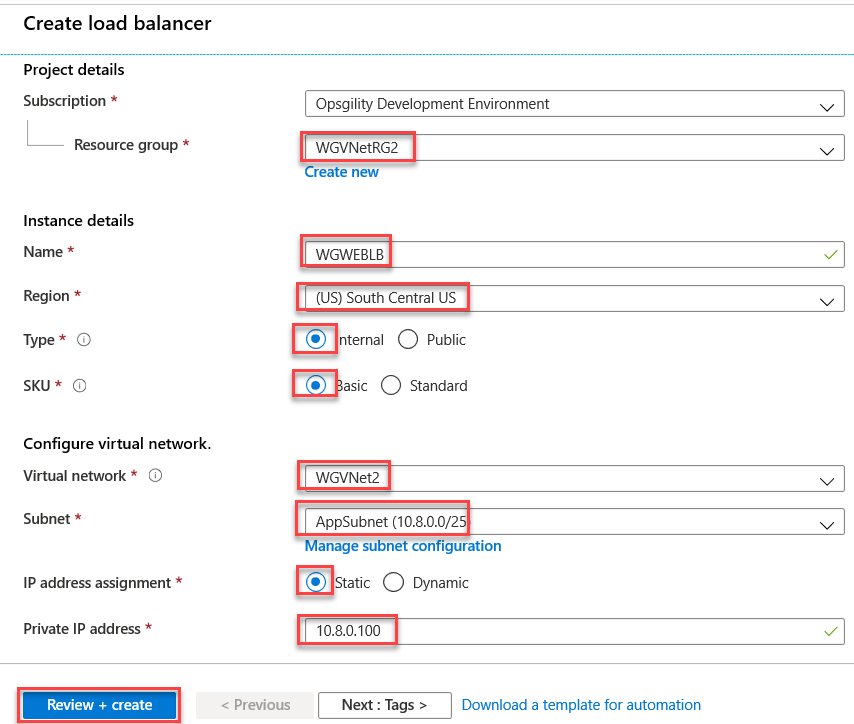 Create load balancer
Project details
Subscription *
Opsgility Development Environment
Resource group *
WGVNetRG2
Create new
Instance details
Name *
WGWEBLB
Region *
(US) South Central US
Type *
Internal Public
SKU *
Basic Standard
Configure virtual network.
Virtual network *
WGVNet2
Subnet *
AppSubnet (10.8.0.0/25
Manage subnet configuration
IP address assignment *
Static Dynamic
Private IP address *
10.8.0.100
Review + create < Previous Next : Tags > Download a template for automation